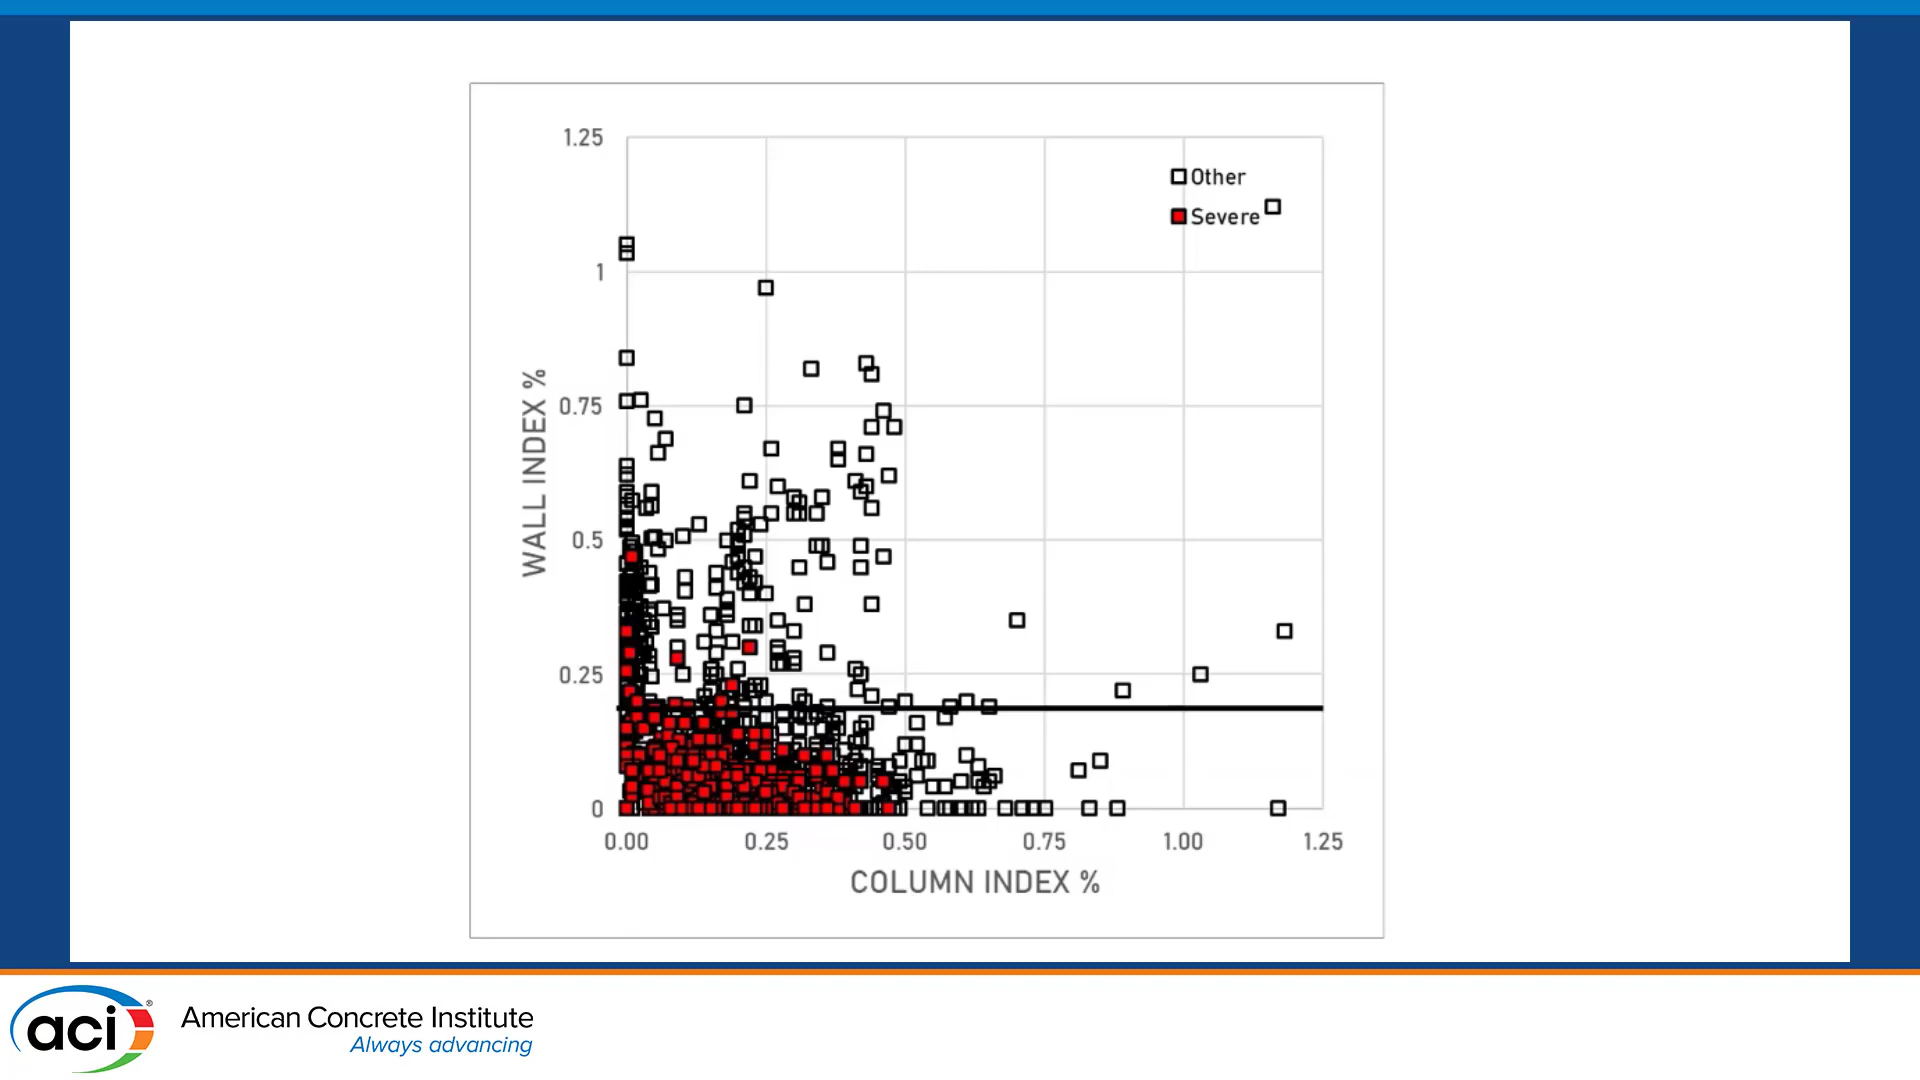 1.25
Other
Severe
1
0.75
0.5
0.25
0
WALL INDEX %
0.00 0.25 0.50 0.75 1.00 1.25
COLUMN INDEX %
aci®
American Concrete Institute
Always advancing